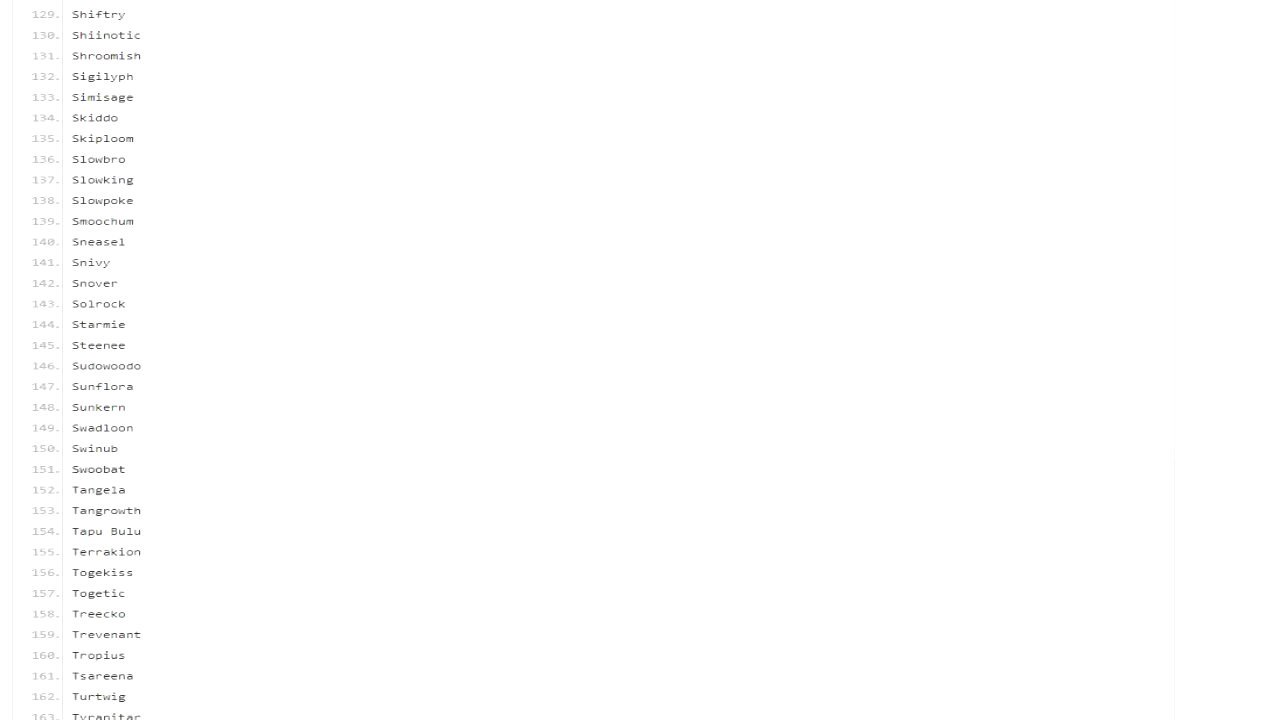 129. Shiftry
130. Shiinotic
131. Shroomish
132. Sigilyph
133. Simisage
134. Skiddo
135. Skiploom
136. Slowbro
137. Slowking
138. Slowpoke
139. Smoochum
140. Sneasel
141. Snivy
142. Snover
143. Solrock
144. Starmie
145. Steenee
146. Sudowoodo
147. Sunflora
148. Sunkern
149. Swadloon
150. Swinub
151. Swoobat
152. Tangela
153. Tangrowth
154. Tapu Bulu
155. Terrakion
156. Togekiss
157. Togetic
158. Treecko
159. Trevenant
160. Tropius
161. Tsareena
162. Turtwig
163. Tyranitar